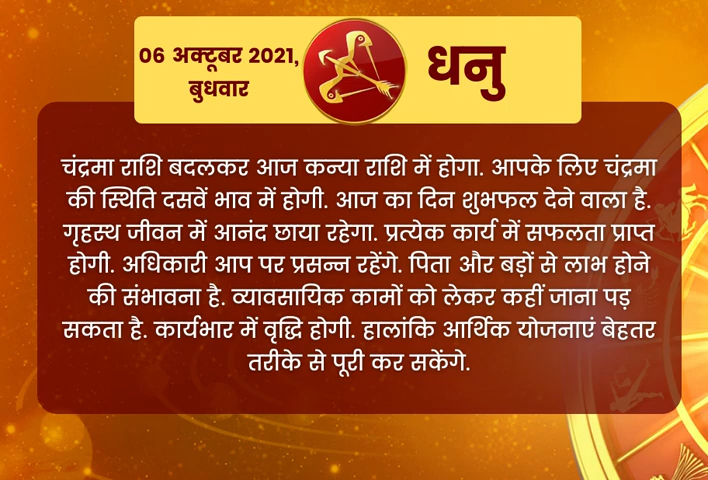 06 अक्टूबर 2021,
बुधवार
धनु
चंद्रमा राशि बदलकर आज कन्या राशि में होगा. आपके लिए चंद्रमा
की स्थिति दसवें भाव में होगी. आज का दिन शुभफल देने वाला है.
गृहस्थ जीवन में आनंद छाया रहेगा. प्रत्येक कार्य में सफलता प्राप्त
होगी. अधिकारी आप पर प्रसन्न रहेंगे. पिता और बड़ों से लाभ होने
की संभावना है. व्यावसायिक कामों को लेकर कहीं जाना पड़
सकता है. कार्यभार में वृद्धि होगी. हालांकि आर्थिक योजनाएं बेहतर
तरीके से पूरी कर सकेंगे.